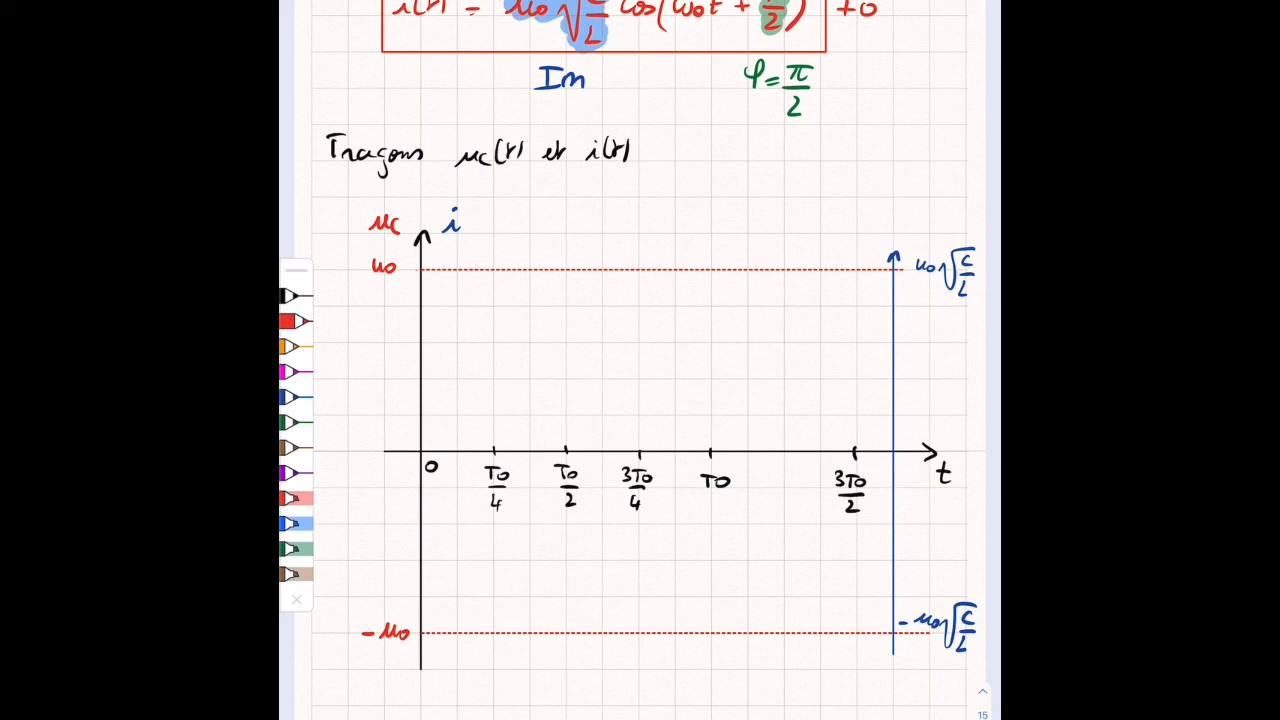 i(t) = u0 √(C/L) cos(ω0t + π/2) +0
Im φ = π/2
Traçons uc(t) et i(t)
uc i
u0 u0√(C/L)
0 T0/4 T0/2 3T0/4 T0 3T0/2 t
-u0 -u0√(C/L)
15